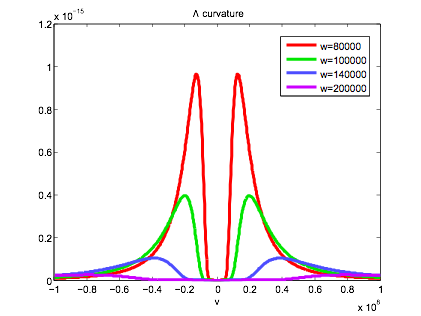 Λ curvature
x 10⁻¹⁵
1.2
1
0.8
0.6
0.4
0.2
0
w=80000
w=100000
w=140000
w=200000
−1 −0.8 −0.6 −0.4 −0.2 0 0.2 0.4 0.6 0.8 1
v
x 10⁶